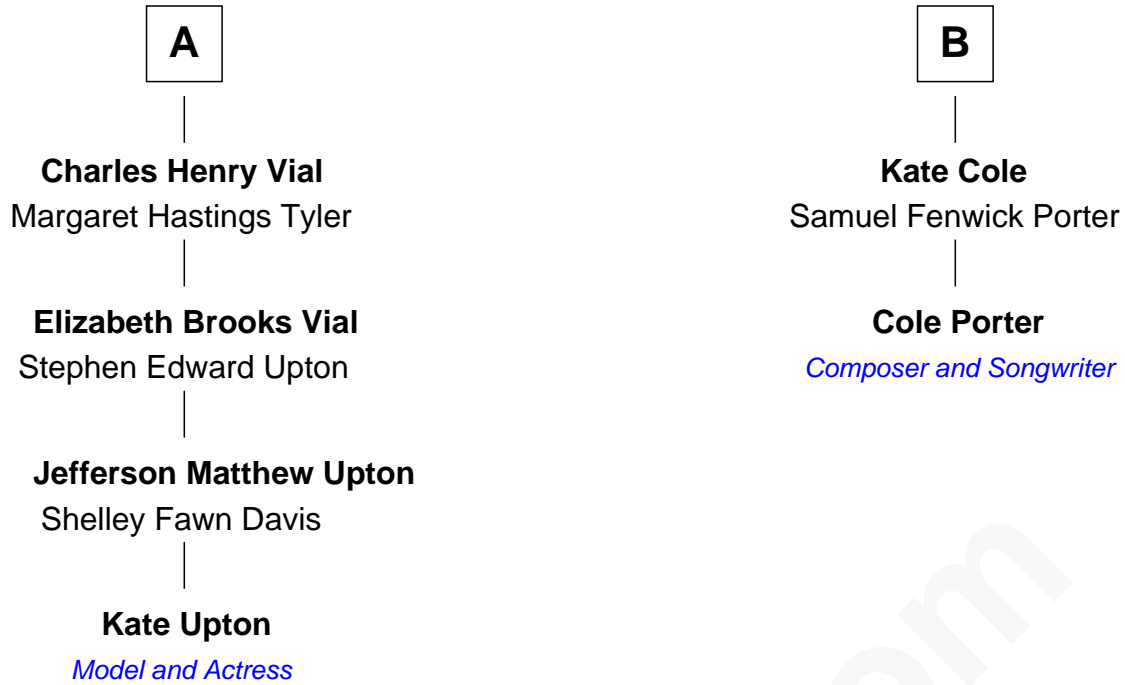 A
Charles Henry Vial
Margaret Hastings Tyler
Elizabeth Brooks Vial
Stephen Edward Upton
Jefferson Matthew Upton
Shelley Fawn Davis
Kate Upton
Model and Actress
B
Kate Cole
Samuel Fenwick Porter
Cole Porter
Composer and Songwriter
om